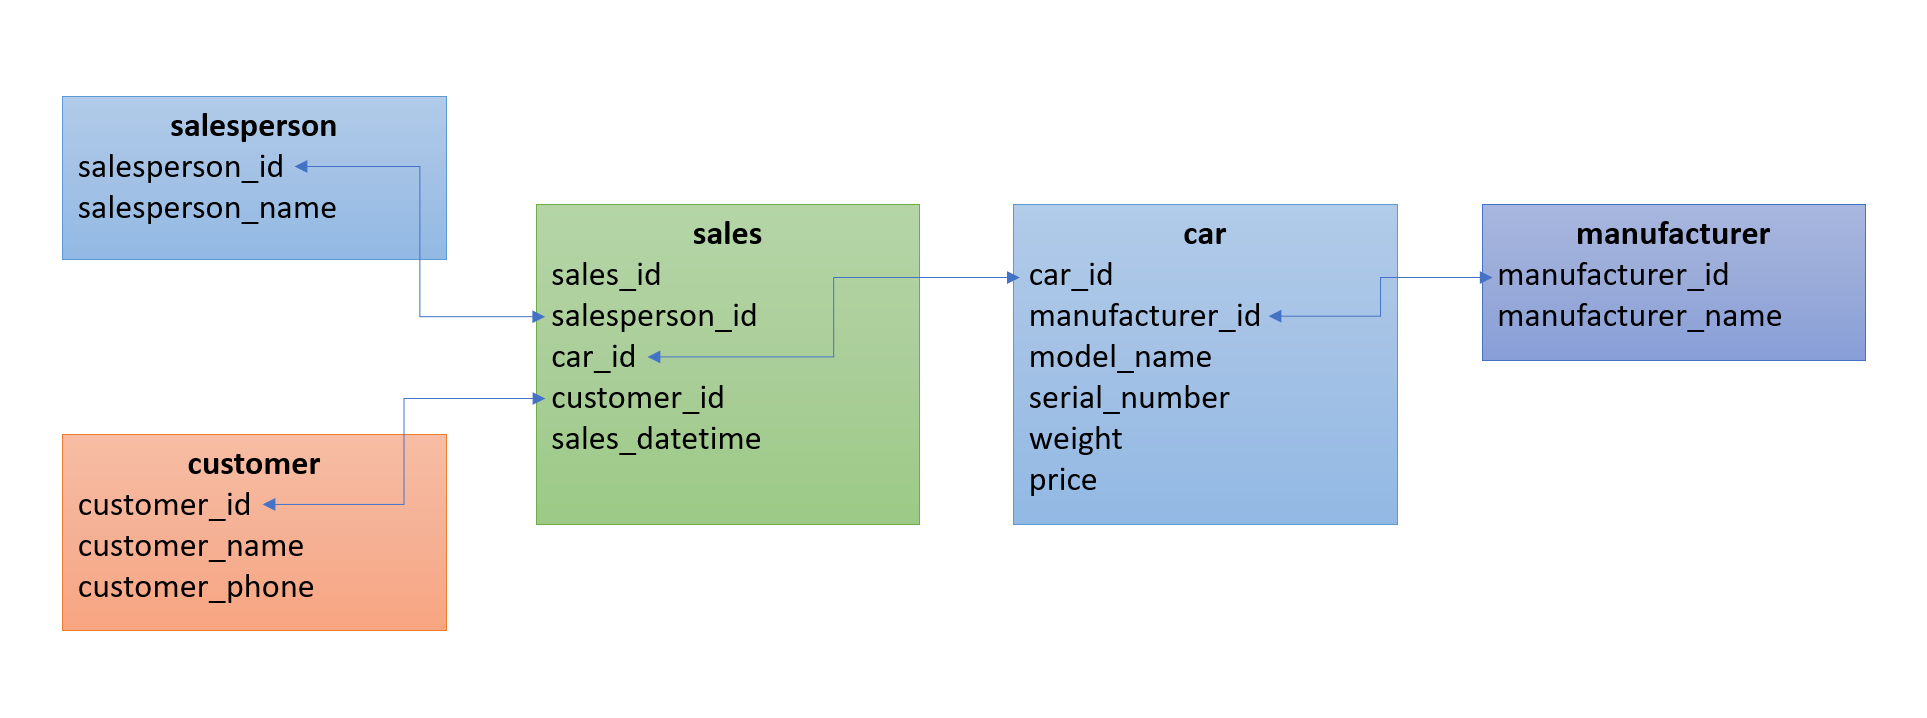 salesperson
salesperson_id
salesperson_name
customer
customer_id
customer_name
customer_phone
sales
sales_id
salesperson_id
car_id
customer_id
sales_datetime
car
car_id
manufacturer_id
model_name
serial_number
weight
price
manufacturer
manufacturer_id
manufacturer_name